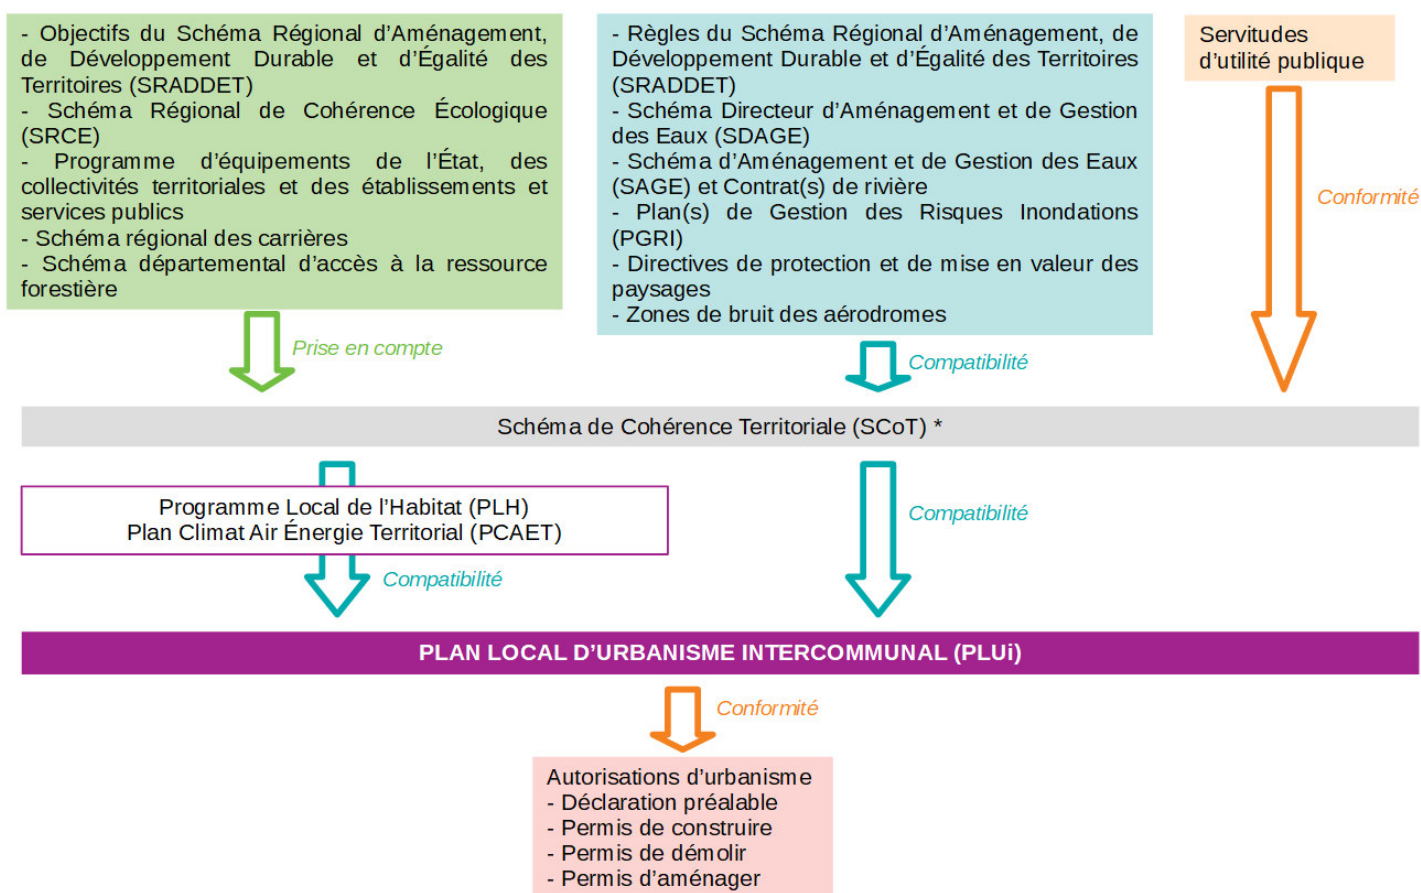 - Objectifs du Schéma Régional d’Aménagement,
de Développement Durable et d’Égalité des
Territoires (SRADDET)
- Schéma Régional de Cohérence Écologique
(SRCE)
- Programme d’équipements de l’État, des
collectivités territoriales et des établissements et
services publics
- Schéma régional des carrières
- Schéma départemental d’accès à la ressource
forestière
- Règles du Schéma Régional d’Aménagement, de
Développement Durable et d’Égalité des Territoires
(SRADDET)
- Schéma Directeur d’Aménagement et de Gestion
des Eaux (SDAGE)
- Schéma d’Aménagement et de Gestion des Eaux
(SAGE) et Contrat(s) de rivière
- Plan(s) de Gestion des Risques Inondations
(PGRI)
- Directives de protection et de mise en valeur des
paysages
- Zones de bruit des aérodromes
Servitudes
d’utilité publique
Conformité
Prise en compte
Compatibilité
Schéma de Cohérence Territoriale (SCoT) *
Programme Local de l’Habitat (PLH)
Plan Climat Air Énergie Territorial (PCAET)
Compatibilité
Compatibilité
PLAN LOCAL D’URBANISME INTERCOMMUNAL (PLUi)
Conformité
Autorisations d’urbanisme
- Déclaration préalable
- Permis de construire
- Permis de démolir
- Permis d’aménager